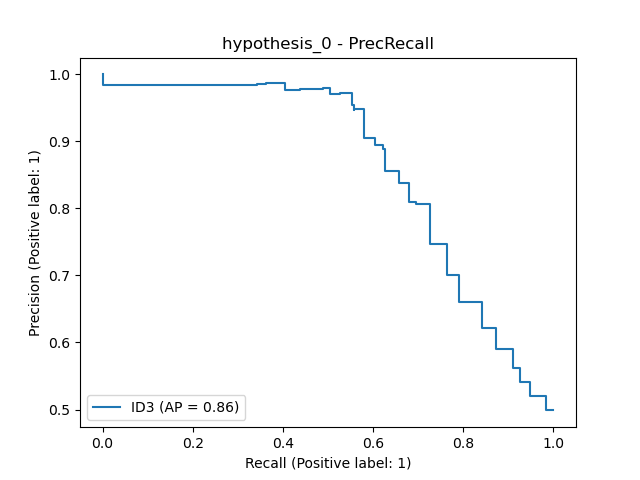 hypothesis_0 - PrecRecall
Precision (Positive label: 1)
1.0
0.9
0.8
0.7
0.6
0.5
ID3 (AP = 0.86)
0.0 0.2 0.4 0.6 0.8 1.0
Recall (Positive label: 1)